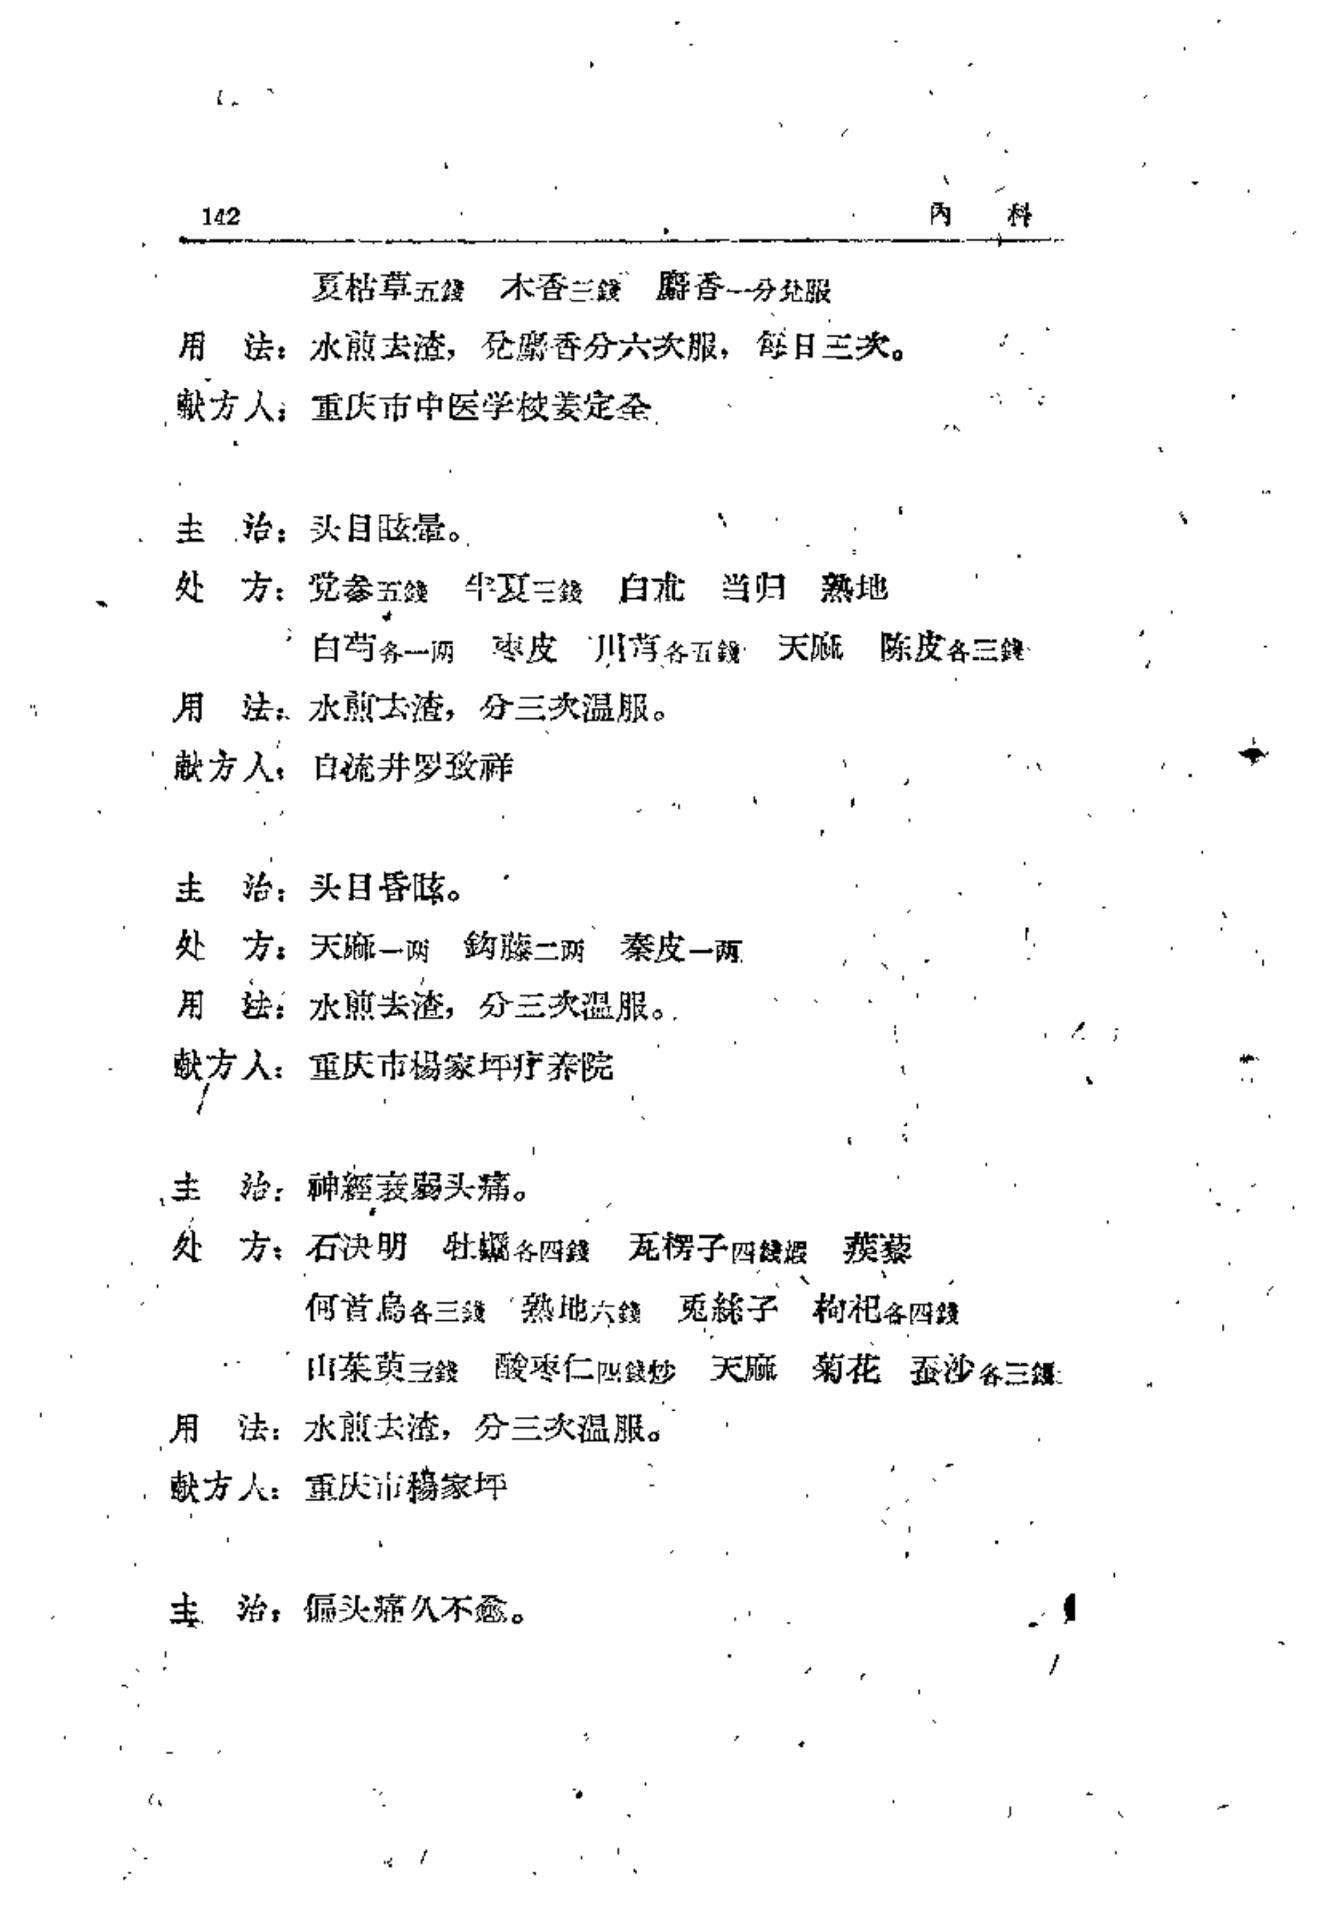 142 內 科
夏枯草五錢 木香三錢 麝香一分兌服
用 法：水煎去渣，兌麝香分六次服，每日三次。
献方人：重庆市中医学校姜定全
主 治：头目眩晕。
处 方：党参五錢 半夏三錢 白朮 当归 熟地
白芍各一两 枣皮 川芎各五錢 天麻 陈皮各三錢
用 法：水煎去渣，分三次温服。
献方人：自流井罗致祥
主 治：头目昏眩。
处 方：天麻一两 鈎藤二两 秦皮一两
用 法：水煎去渣，分三次温服。
献方人：重庆市楊家坪疗养院
主 治：神經衰弱头痛。
处 方：石决明 牡蠣各四錢 瓦楞子四錢煅 蒺藜
何首烏各三錢 熟地六錢 兎絲子 枸杞各四錢
山茱萸三錢 酸枣仁四錢炒 天麻 菊花 蚕沙各三錢
用 法：水煎去渣，分三次温服。
献方人：重庆市楊家坪
主 治：偏头痛久不愈。